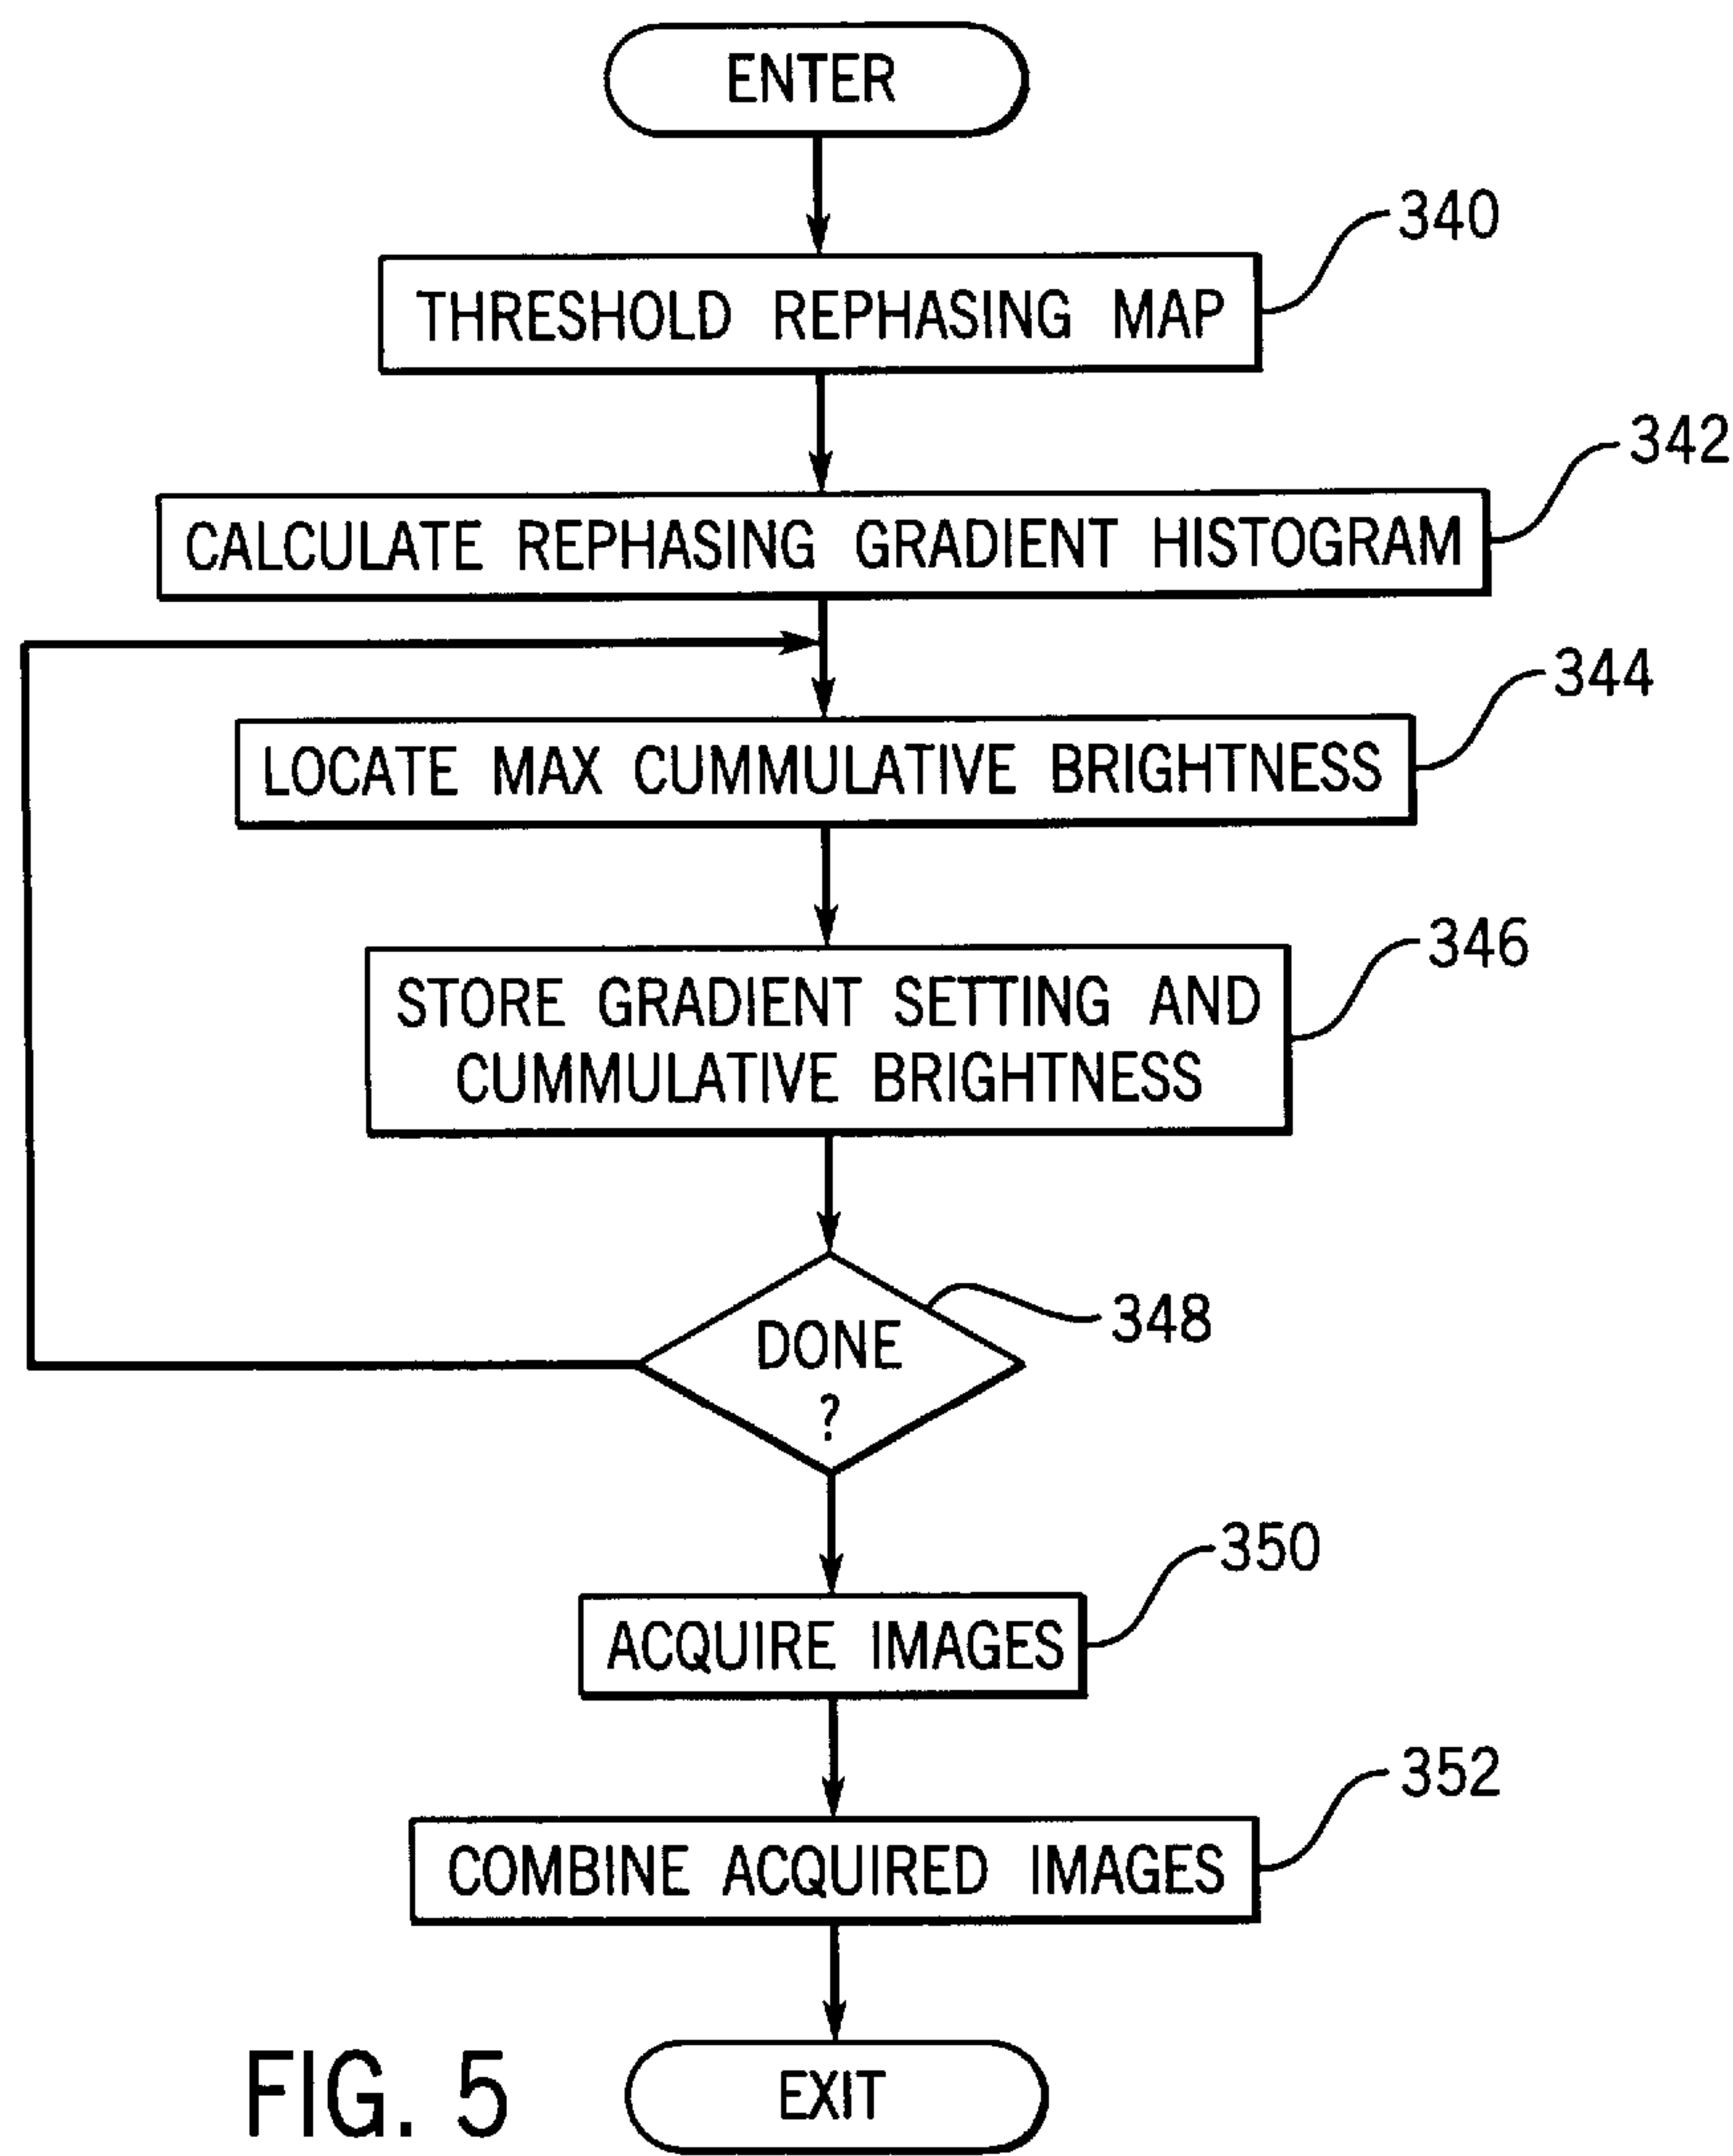 ENTER
340
THRESHOLD REPHASING MAP
342
CALCULATE REPHASING GRADIENT HISTOGRAM
344
LOCATE MAX CUMMULATIVE BRIGHTNESS
346
STORE GRADIENT SETTING AND
CUMMULATIVE BRIGHTNESS
348
DONE
?
350
ACQUIRE IMAGES
352
COMBINE ACQUIRED IMAGES
EXIT
FIG. 5